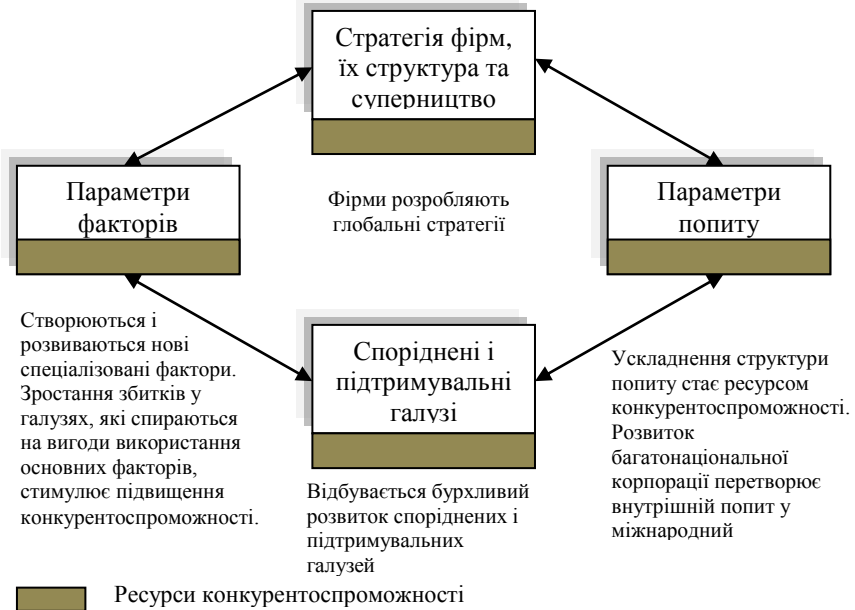 Стратегія фірм,
їх структура та
суперництво
Параметри
факторів
Фірми розробляють
глобальні стратегії
Параметри
попиту
Створюються і
розвиваються нові
спеціалізовані фактори.
Зростання збитків у
галузях, які спираються
на вигоди використання
основних факторів,
стимулює підвищення
конкурентоспроможності.
Споріднені і
підтримувальні
галузі
Відбувається бурхливий
розвиток споріднених і
підтримувальних
галузей
Ускладнення структури
попиту стає ресурсом
конкурентоспроможності.
Розвиток
багатонаціональної
корпорації перетворює
внутрішній попит у
міжнародний
Ресурси конкурентоспроможності